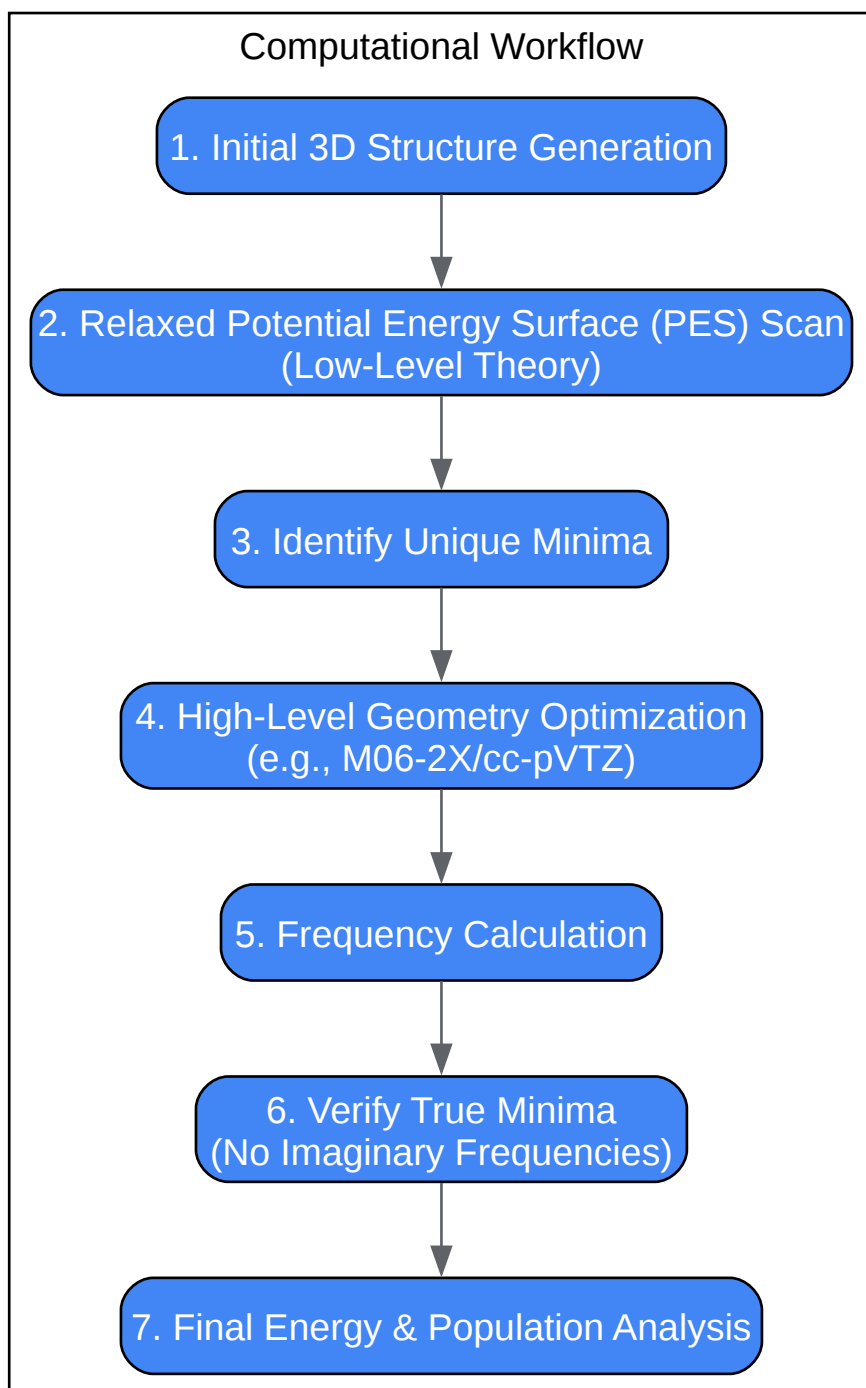 Computational Workflow
1. Initial 3D Structure Generation
2. Relaxed Potential Energy Surface (PES) Scan
(Low-Level Theory)
3. Identify Unique Minima
4. High-Level Geometry Optimization
(e.g., M06-2X/cc-pVTZ)
5. Frequency Calculation
6. Verify True Minima
(No Imaginary Frequencies)
7. Final Energy & Population Analysis